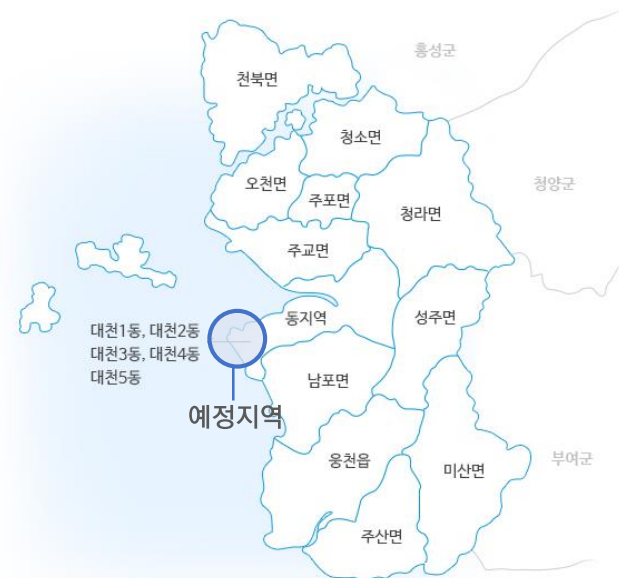 홍성군
천북면
청소면
청양군
오천면
주포면
청라면
주교면
동지역
성주면
대천1동, 대천2동
대천3동, 대천4동
대천5동
남포면
예정지역
웅천읍
미산면
부여군
주산면